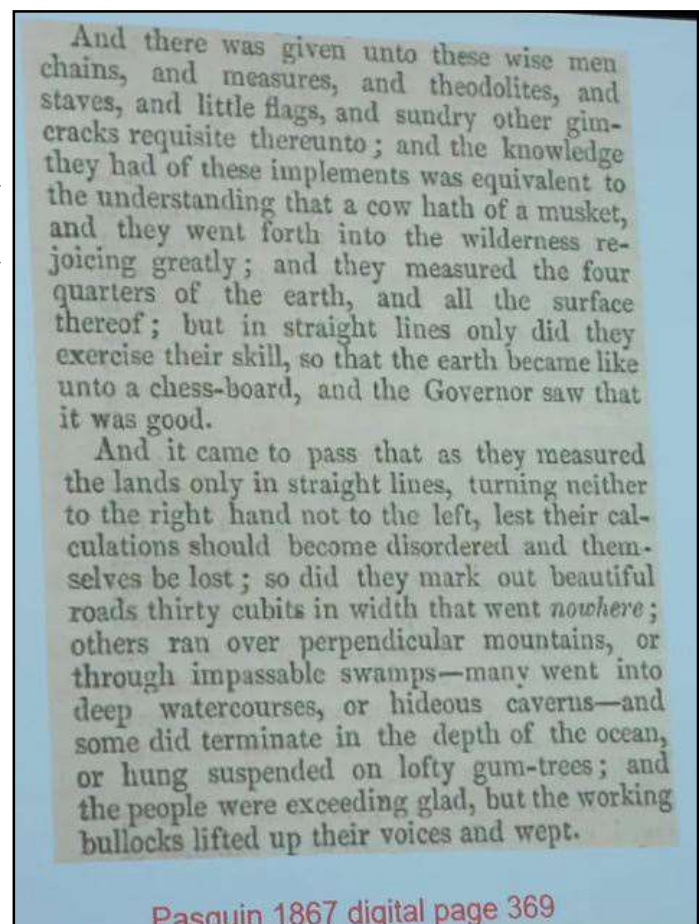 And there was given unto these wise men
chains, and measures, and theodolites, and
staves, and little flags, and sundry other gim-
cracks requisite thereunto; and the knowledge
they had of these implements was equivalent to
the understanding that a cow hath of a musket,
and they went forth into the wilderness re-
joicing greatly; and they measured the four
quarters of the earth, and all the surface
thereof; but in straight lines only did they
exercise their skill, so that the earth became like
unto a chess-board, and the Governor saw that
it was good.
And it came to pass that as they measured
the lands only in straight lines, turning neither
to the right hand not to the left, lest their cal-
culations should become disordered and them-
selves be lost; so did they mark out beautiful
roads thirty cubits in width that went nowhere;
others ran over perpendicular mountains, or
through impassable swamps—many went into
deep watercourses, or hideous caverns—and
some did terminate in the depth of the ocean,
or hung suspended on lofty gum-trees; and
the people were exceeding glad, but the working
bullocks lifted up their voices and wept.
Pasquin 1867 digital page 369